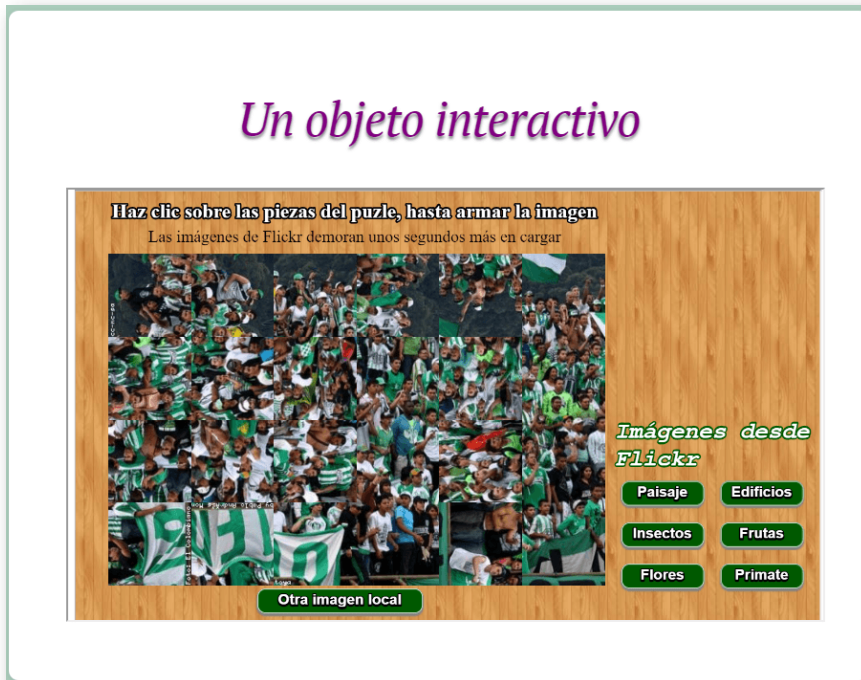 Un objeto interactivo
Haz clic sobre las piezas del puzle, hasta armar la imagen
Las imágenes de Flickr demoran unos segundos más en cargar
Imágenes desde
Flickr
Paisaje
Edificios
Insectos
Frutas
Flores
Primate
Otra imagen local